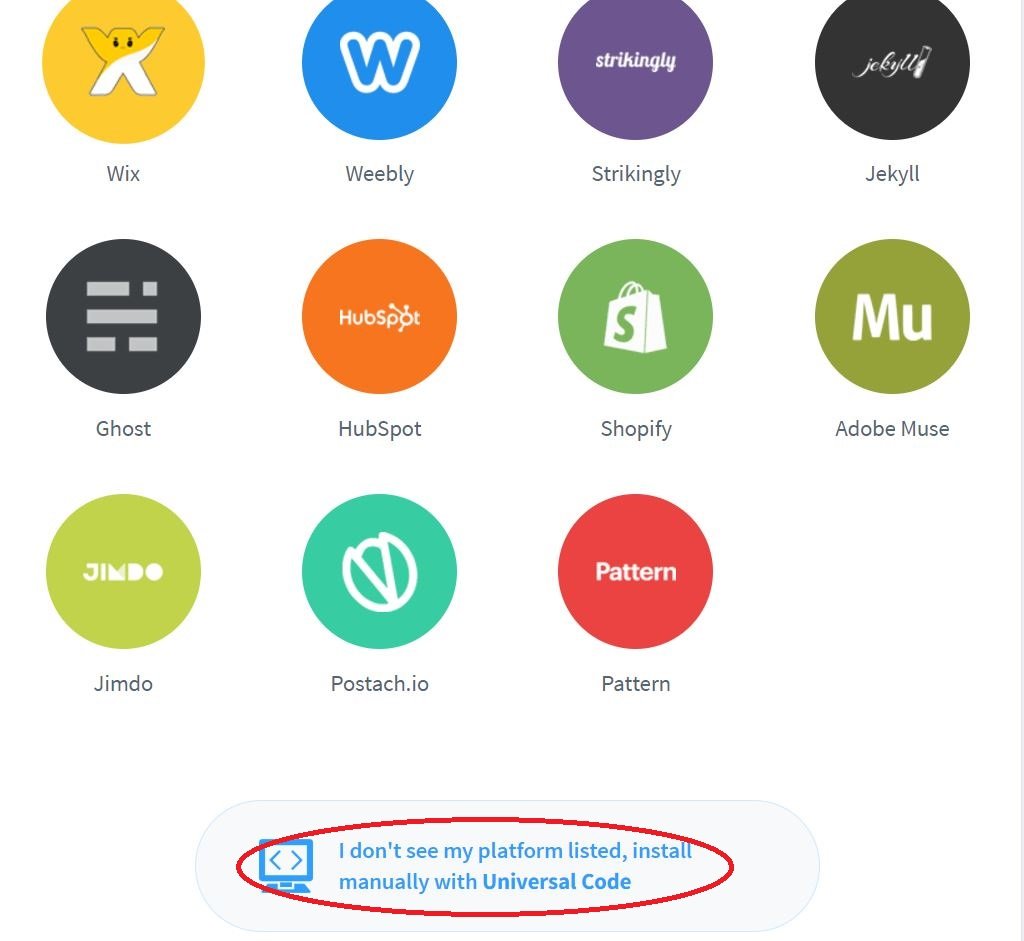 strikingly
jekyll
Wix
Weebly
Strikingly
Jekyll
HubSpot
S
Mu
Ghost
HubSpot
Shopify
Adobe Muse
JIMDO
Pattern
Jimdo
Postach.io
Pattern
I don't see my platform listed, install
manually with Universal Code